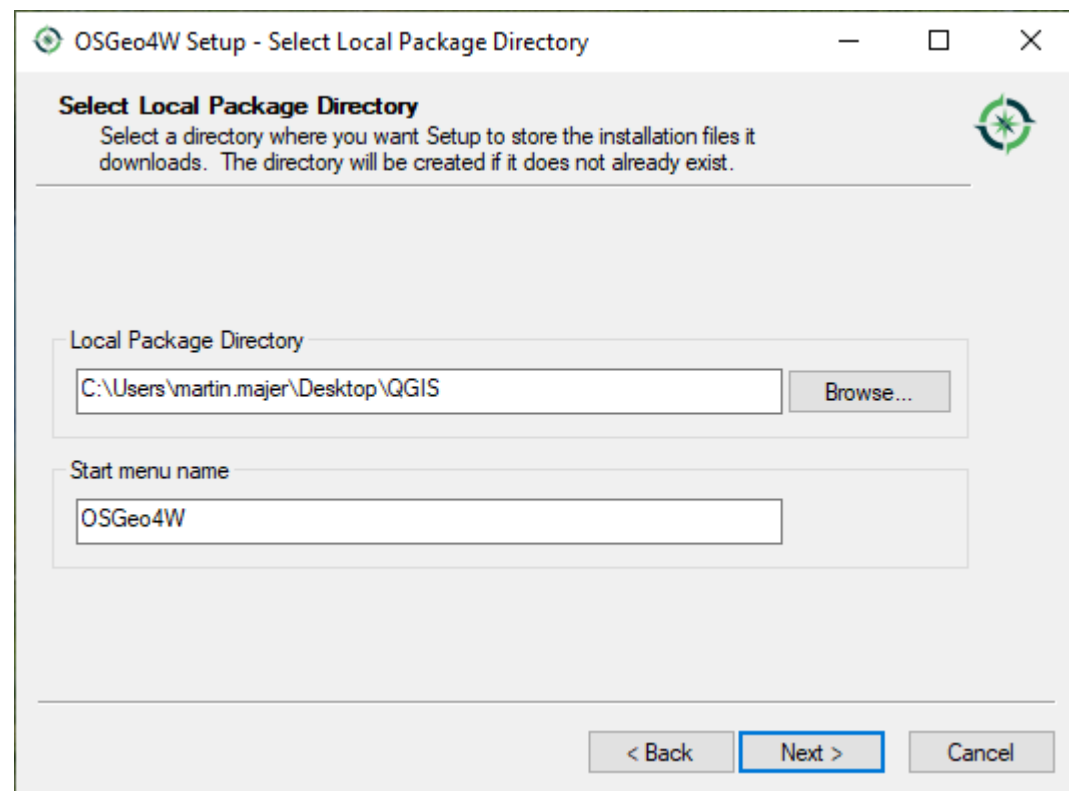 OSGeo4W Setup - Select Local Package Directory
Select Local Package Directory
Select a directory where you want Setup to store the installation files it
downloads.  The directory will be created if it does not already exist.
Local Package Directory
C:\Users\martin.majer\Desktop\QGIS
Browse...
Start menu name
OSGeo4W
< Back
Next >
Cancel